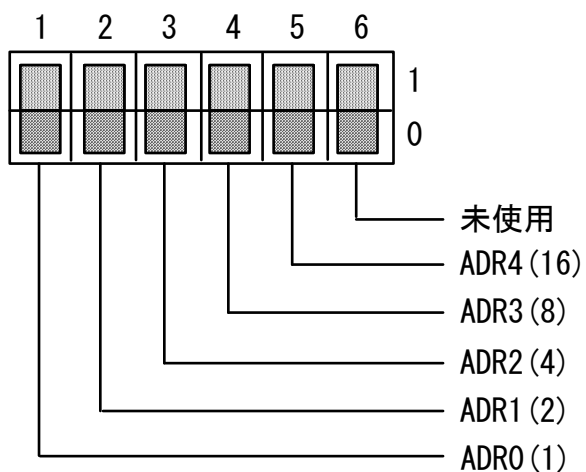 1 2 3 4 5 6
1
0
未使用
ADR4(16)
ADR3(8)
ADR2(4)
ADR1(2)
ADR0(1)